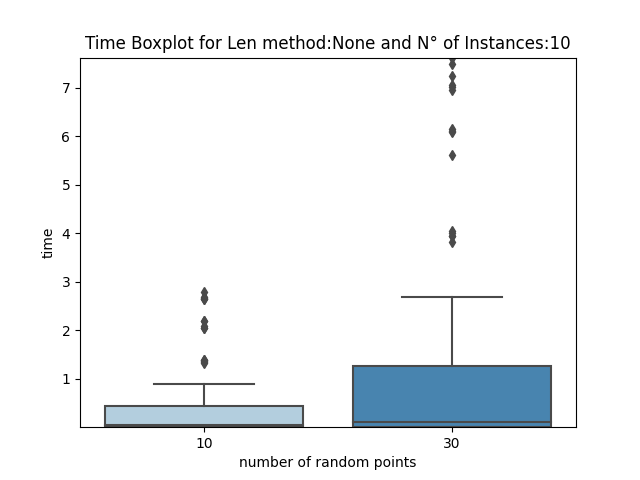 Time Boxplot for Len method:None and N° of Instances:10
7
6
5
4
3
2
1
time
10 30
number of random points